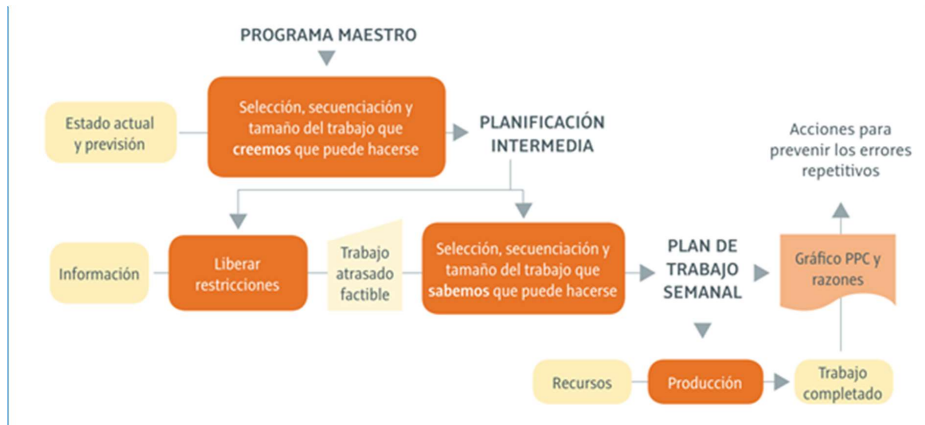 PROGRAMA MAESTRO
Estado actual
y previsión
Selección, secuenciación y
tamaño del trabajo que
creemos que puede hacerse
PLANIFICACIÓN
INTERMEDIA
Acciones para
prevenir los errores
repetitivos
Información
Liberar
restricciones
Trabajo
atrasado
factible
Selección, secuenciación y
tamaño del trabajo que
sabemos que puede hacerse
PLAN DE
TRABAJO
SEMANAL
Gráfico PPC y
razones
Recursos
Producción
Trabajo
completado